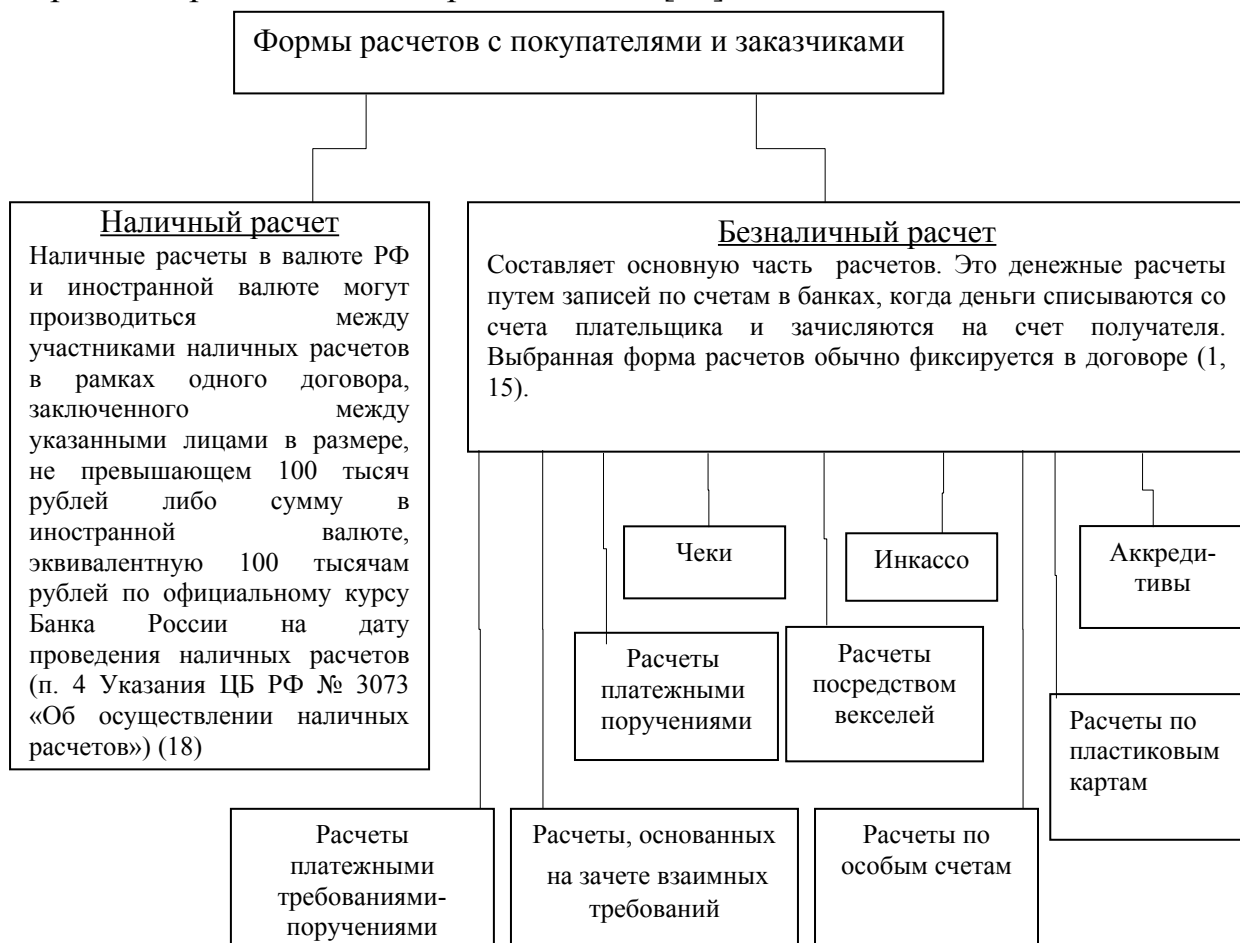 Формы расчетов с покупателями и заказчиками
Наличный расчет
Наличные расчеты в валюте РФ
и иностранной валюте могут
производиться между
участниками наличных расчетов
в рамках одного договора,
заключенного между
указанными лицами в размере,
не превышающем 100 тысяч
рублей либо сумму в
иностранной валюте,
эквивалентную 100 тысячам
рублей по официальному курсу
Банка России на дату
проведения наличных расчетов
(п. 4 Указания ЦБ РФ № 3073
«Об осуществлении наличных
расчетов») (18)
Безналичный расчет
Составляет основную часть расчетов. Это денежные расчеты
путем записей по счетам в банках, когда деньги списываются со
счета плательщика и зачисляются на счет получателя.
Выбранная форма расчетов обычно фиксируется в договоре (1,
15).
Чеки
Инкассо
Аккреди-
тивы
Расчеты
платежными
поручениями
Расчеты
посредством
векселей
Расчеты по
пластиковым
картам
Расчеты
платежными
требованиями-
поручениями
Расчеты, основанных
на зачете взаимных
требований
Расчеты по
особым счетам